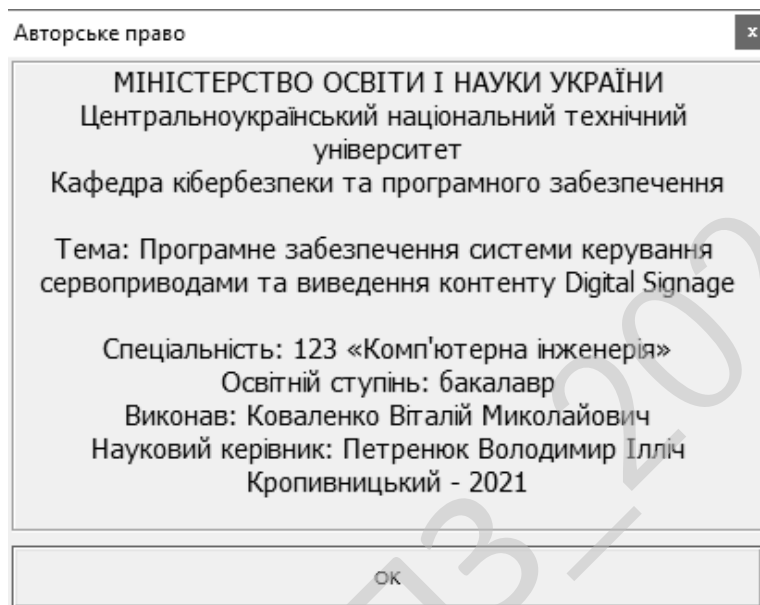 Авторське право
x
МІНІСТЕРСТВО ОСВІТИ І НАУКИ УКРАЇНИ
Центральноукраїнський національний технічний
університет
Кафедра кібербезпеки та програмного забезпечення
Тема: Програмне забезпечення системи керування
сервоприводами та виведення контенту Digital Signage
Спеціальність: 123 «Комп'ютерна інженерія»
Освітній ступінь: бакалавр
Виконав: Коваленко Віталій Миколайович
Науковий керівник: Петренюк Володимир Ілліч
Кропивницький - 2021
OK